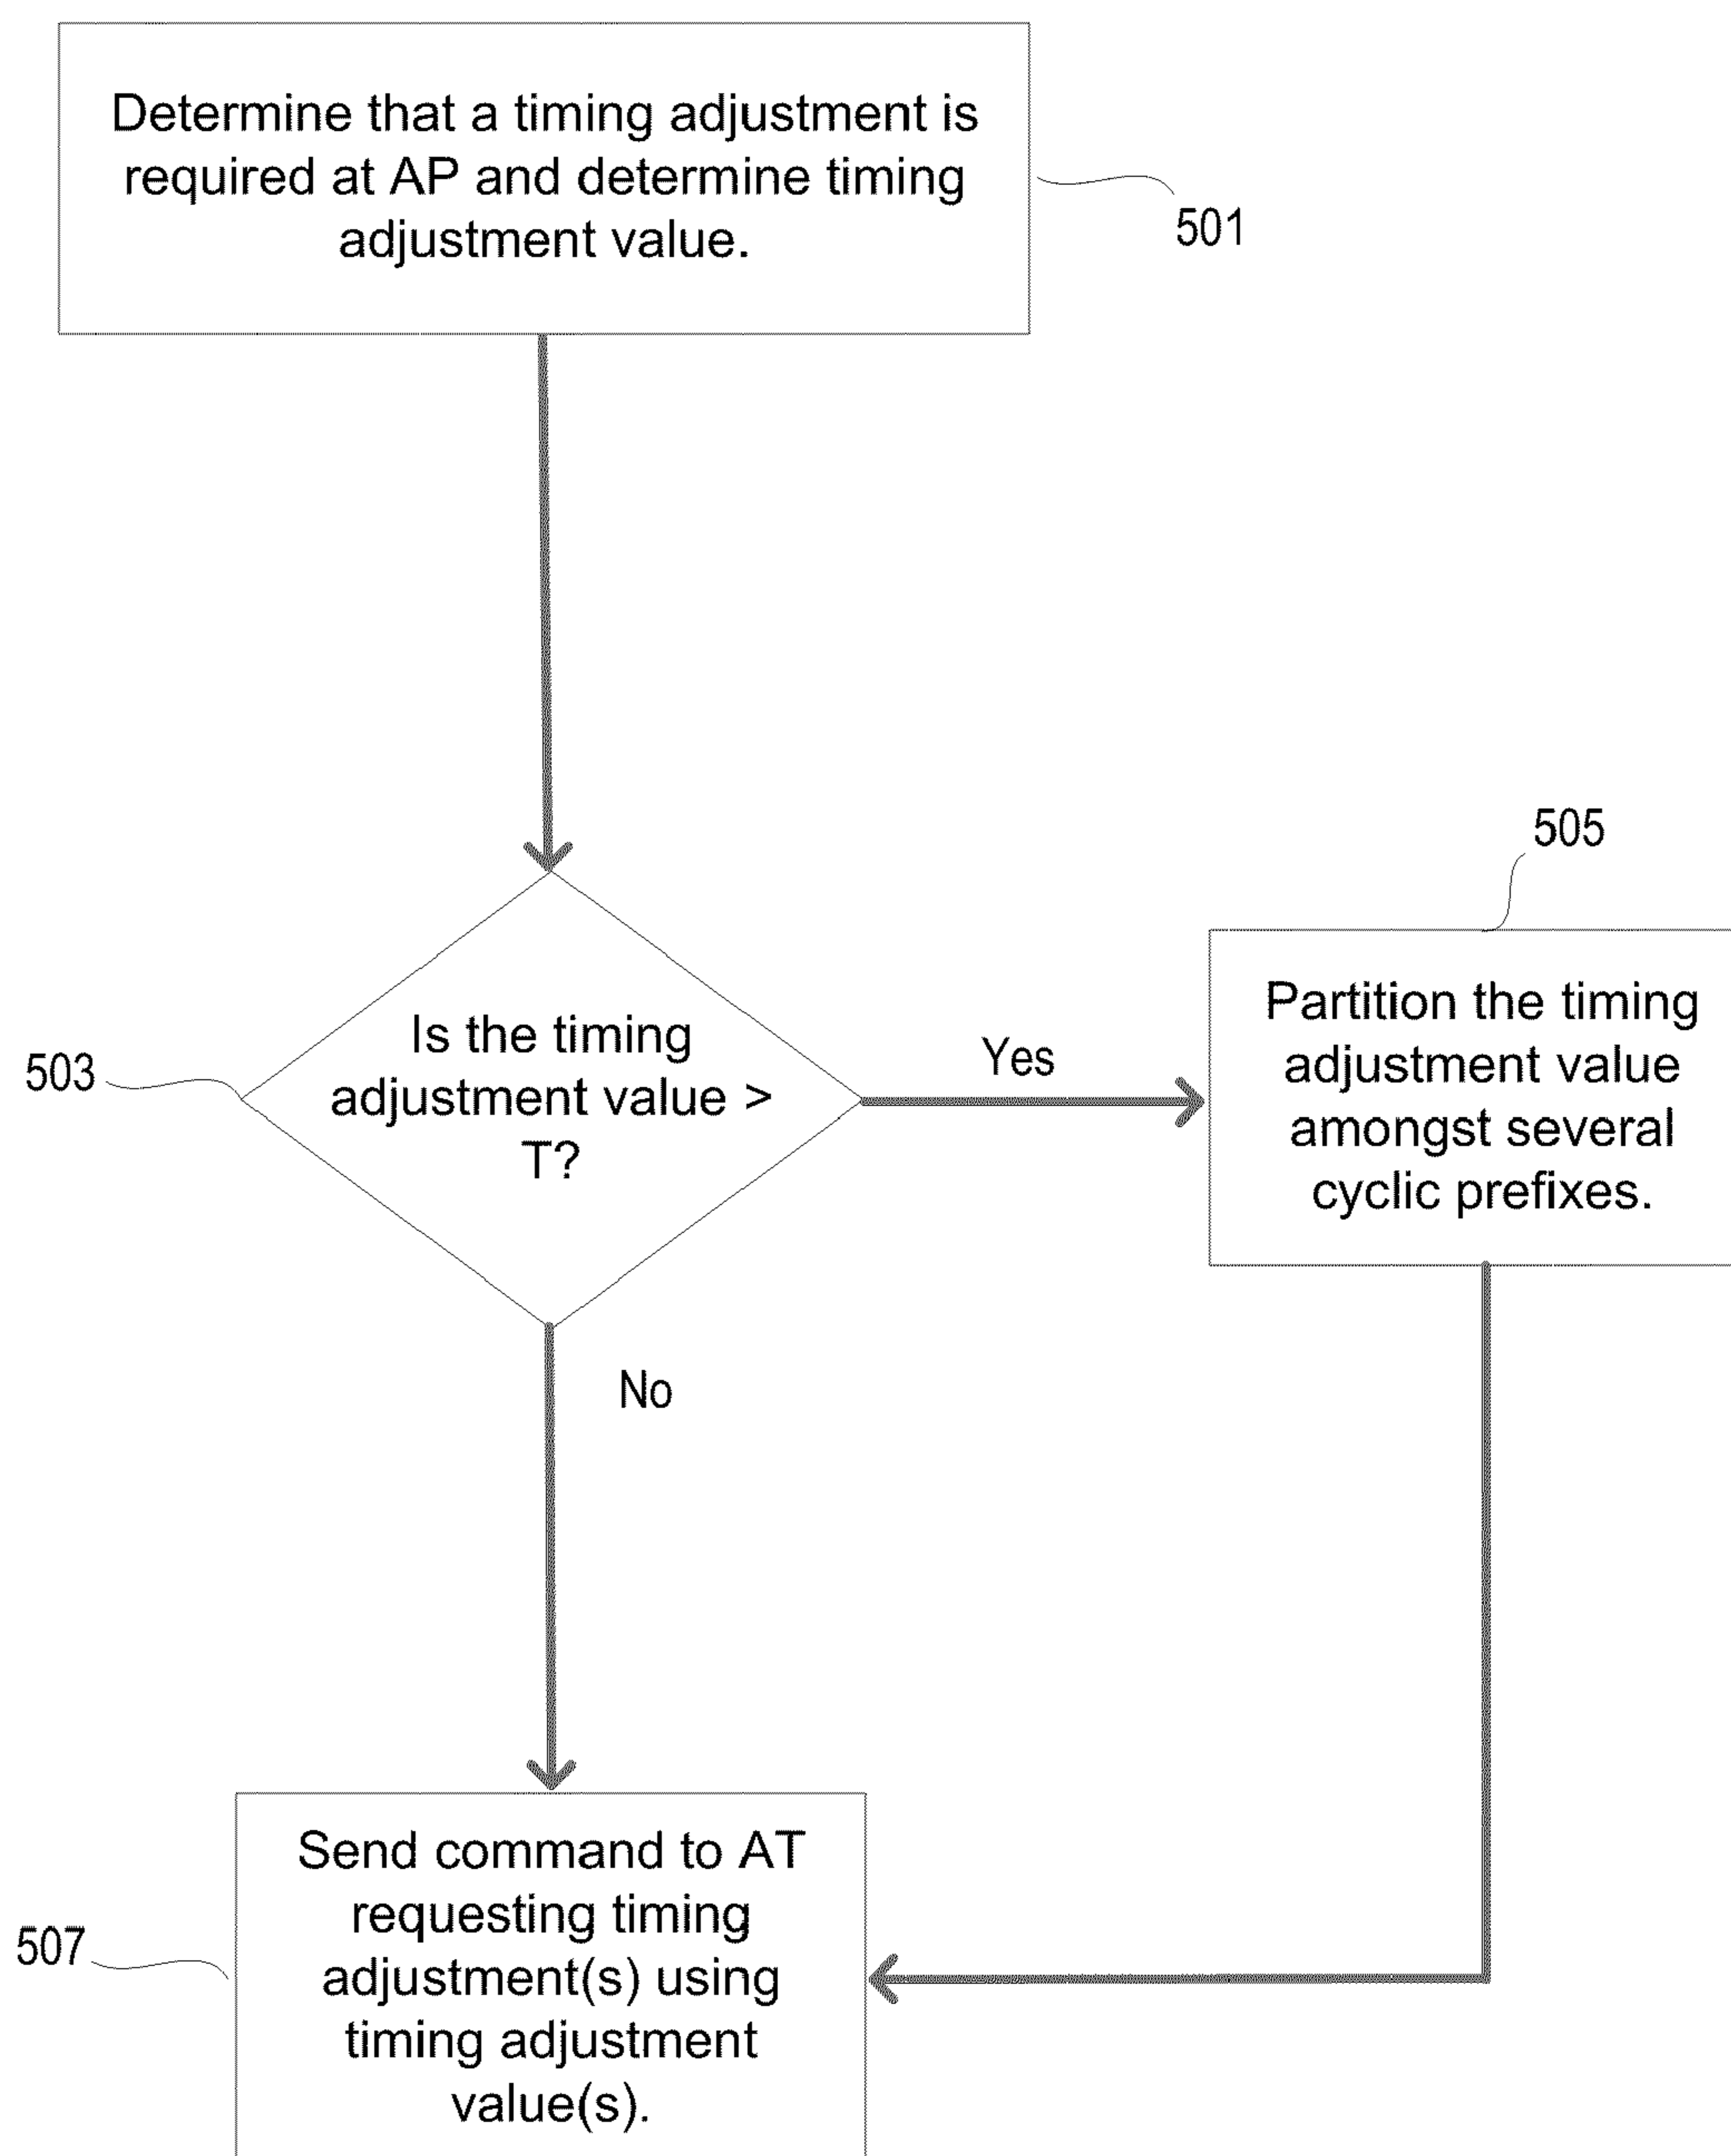 Determine that a timing adjustment is
required at AP and determine timing
adjustment value.
501
505
Partition the timing
adjustment value
amongst several
cyclic prefixes.
Is the timing
adjustment value >
T?
503
Yes
No
Send command to AT
requesting timing
adjustment(s) using
timing adjustment
value(s).
507